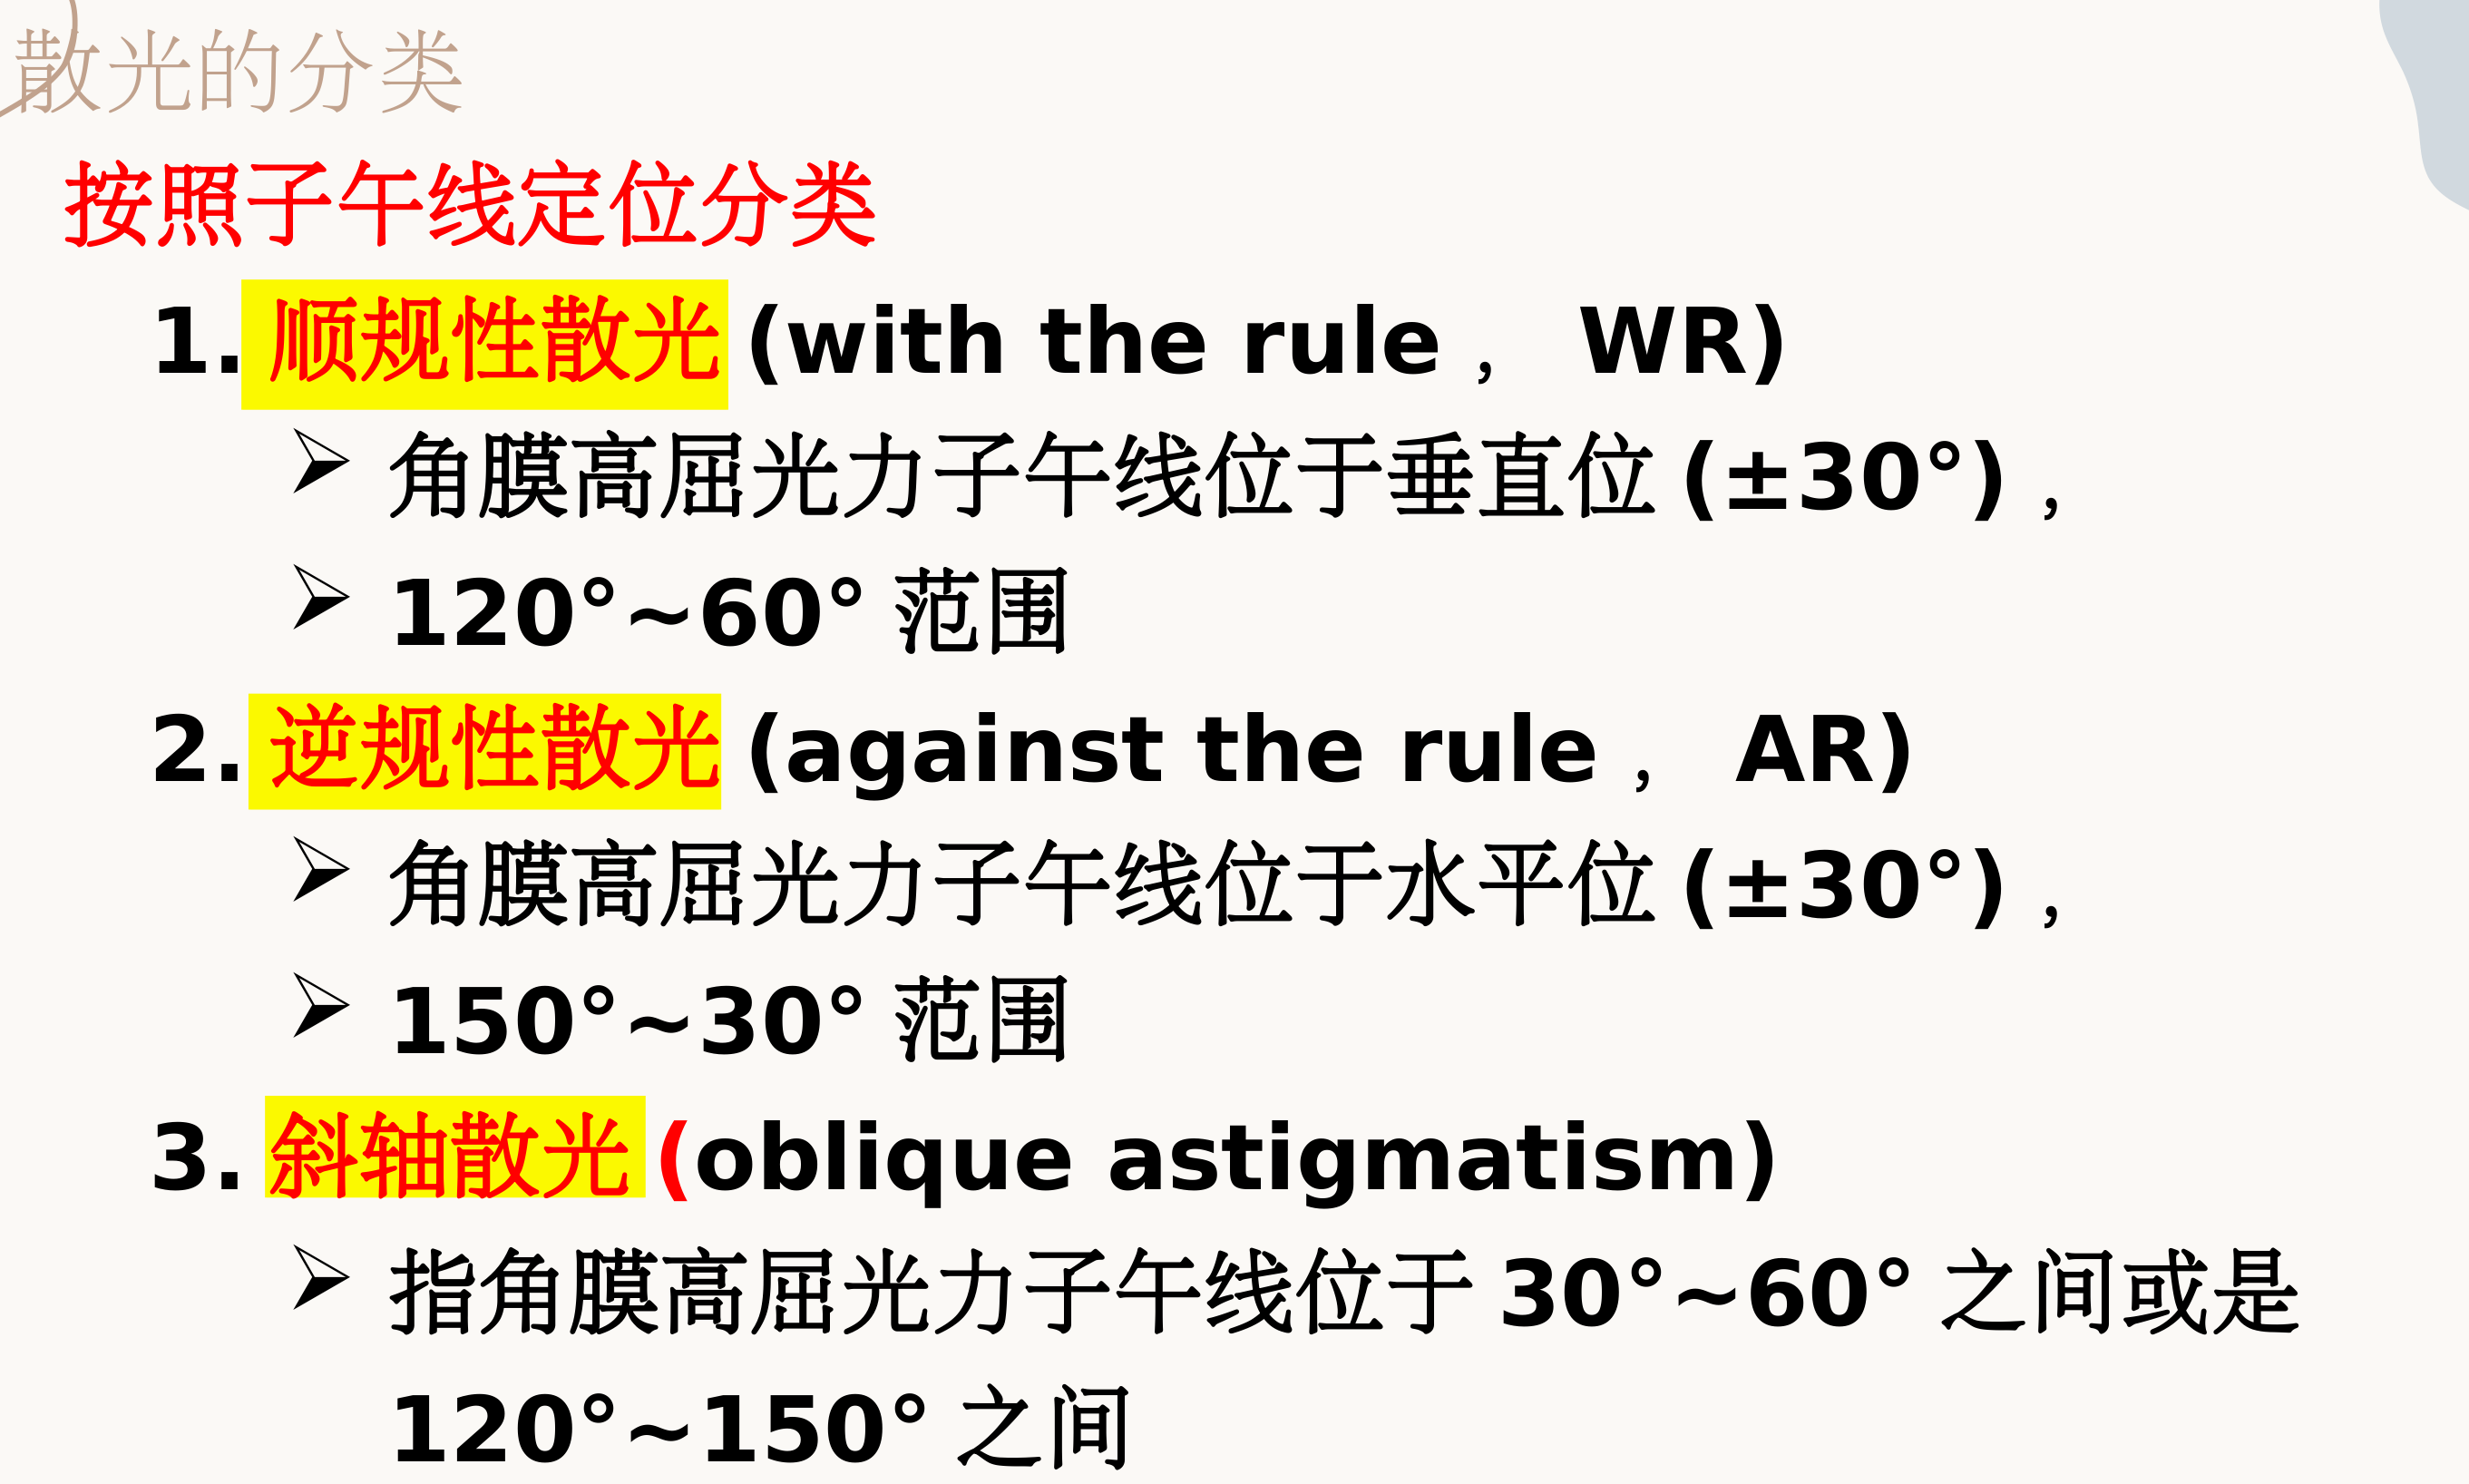 散光的分类
按照子午线定位分类
1. 顺规性散光 (with the rule， WR)
角膜高屈光力子午线位于垂直位 (±30°)，
120°~60° 范围
2. 逆规性散光 (against the rule， AR)
角膜高屈光力子午线位于水平位 (±30°)，
150°~30° 范围
3. 斜轴散光(oblique astigmatism)
指角膜高屈光力子午线位于 30°~60° 之间或是
120°~150° 之间